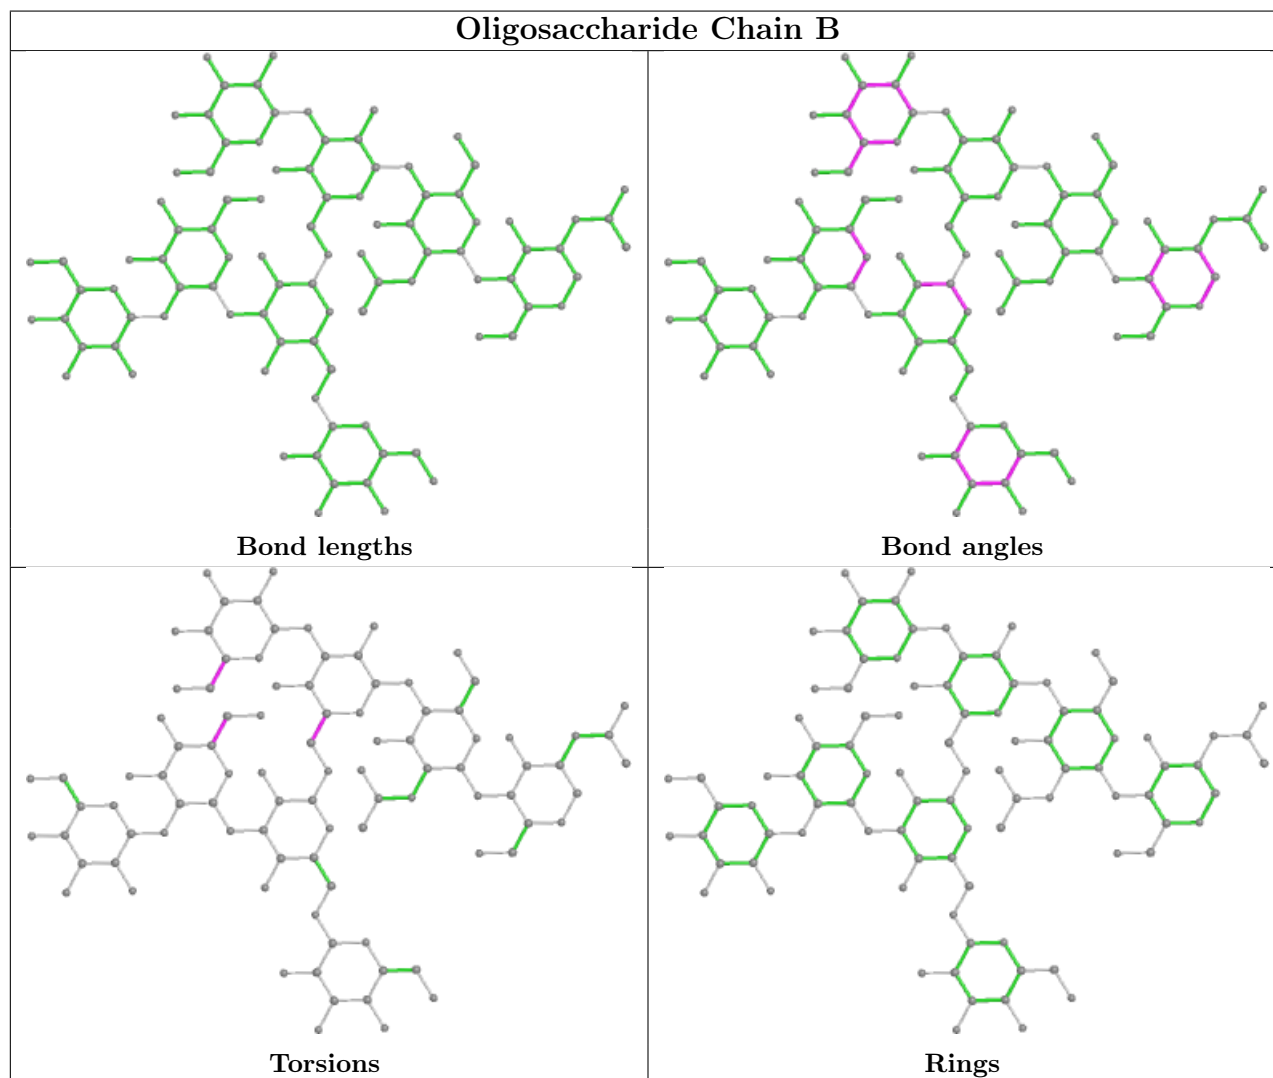 Oligosaccharide Chain B
Bond lengths
Bond angles
Torsions
Rings